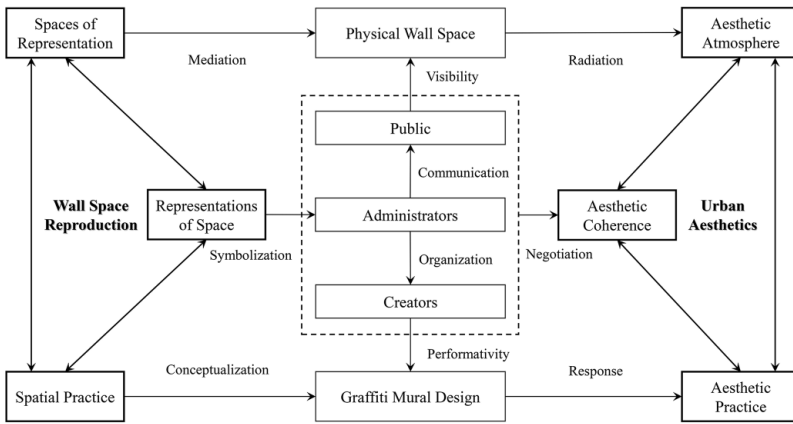 Spaces of
Representation
Mediation
Physical Wall Space
Radiation
Aesthetic
Atmosphere
Visibility
Public
Communication
Wall Space
Reproduction
Representations
of Space
Symbolization
Administrators
Organization
Negotiation
Aesthetic
Coherence
Urban
Aesthetics
Creators
Performativity
Spatial Practice
Conceptualization
Graffiti Mural Design
Response
Aesthetic
Practice